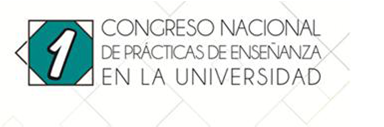 1
CONGRESO NACIONAL
DE PRÁCTICAS DE ENSEÑANZA
EN LA UNIVERSIDAD